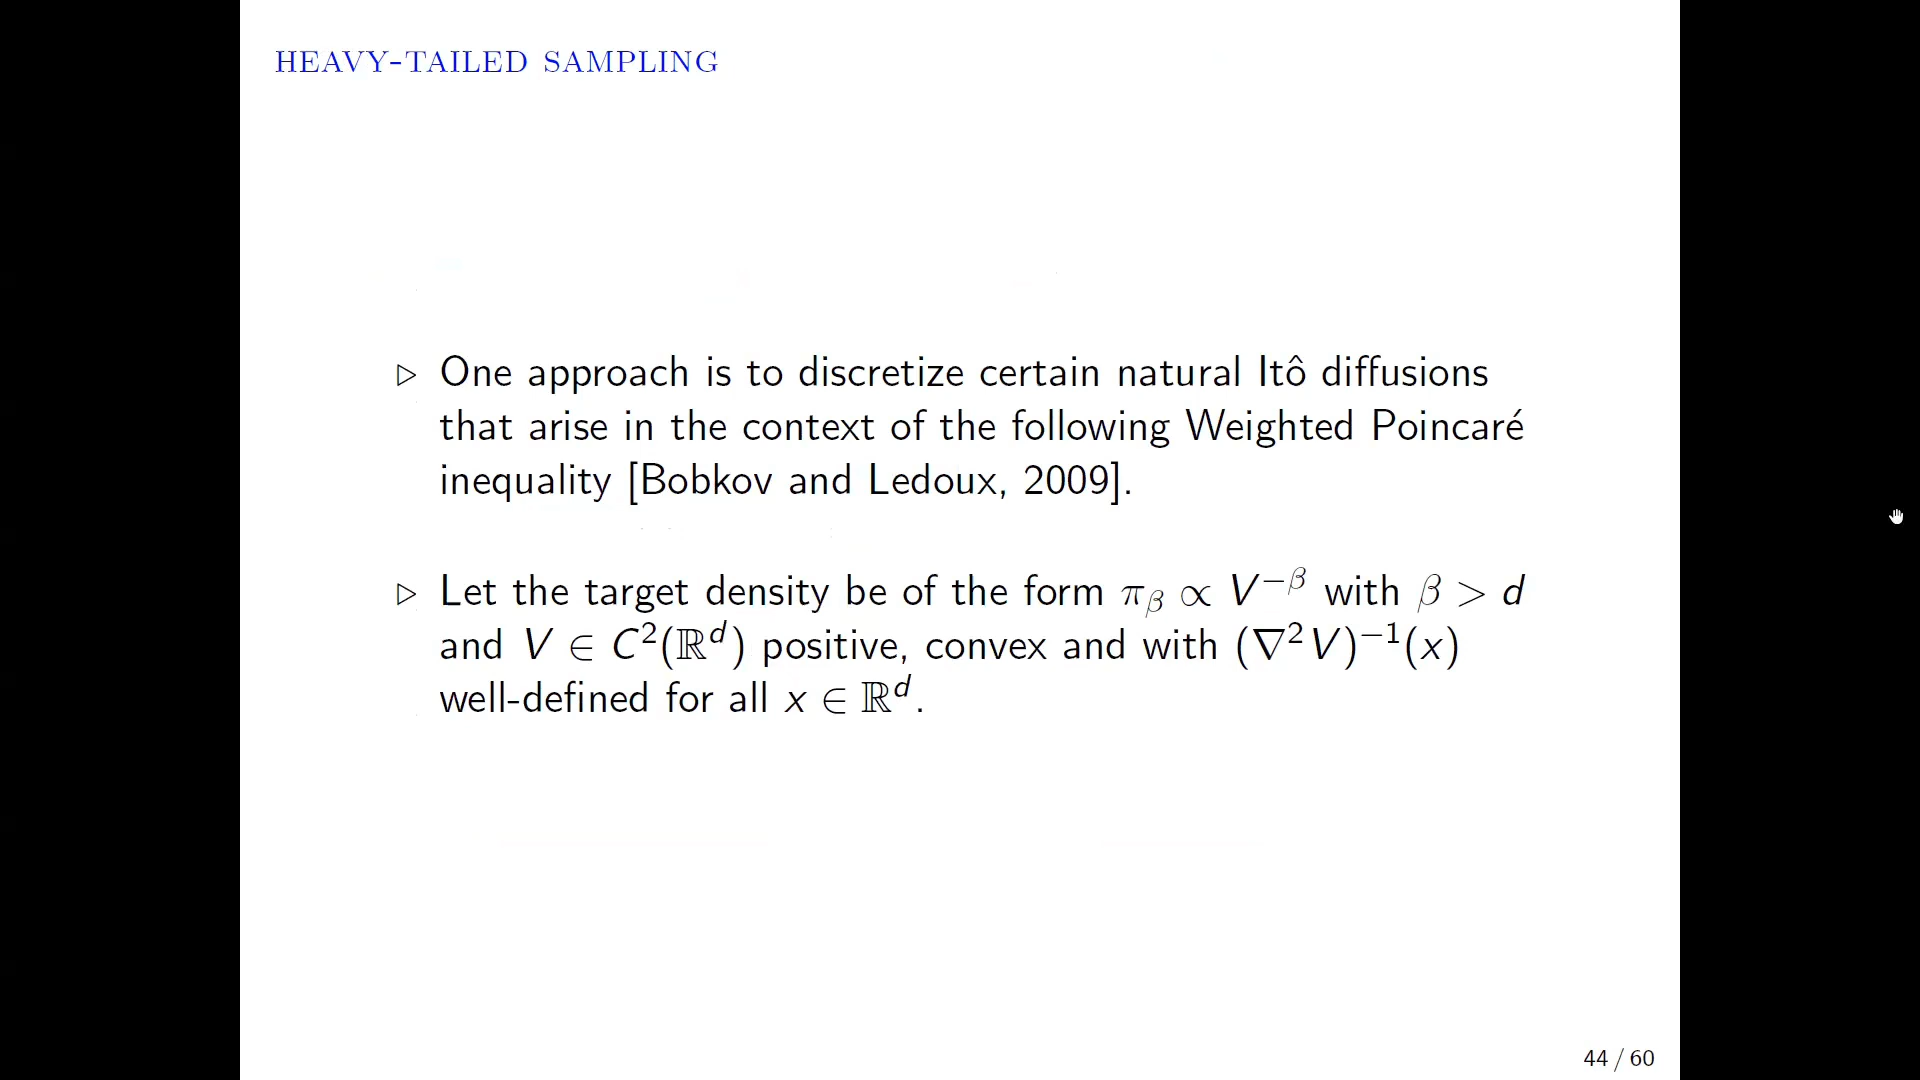 HEAVY-TAILED SAMPLING
▷ One approach is to discretize certain natural Itô diffusions
that arise in the context of the following Weighted Poincaré
inequality [Bobkov and Ledoux, 2009].
▷ Let the target density be of the form π_β ∝ V^{−β} with β > d
and V ∈ C²(ℝ^d) positive, convex and with (∇²V)^{−1}(x)
well-defined for all x ∈ ℝ^d.
44 / 60